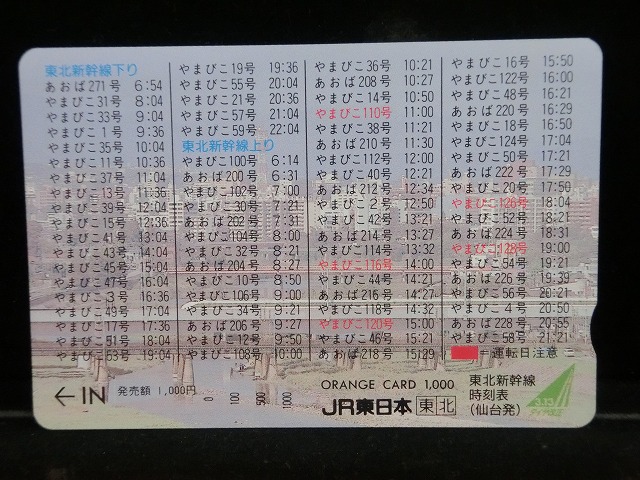 東北新幹線下り
あおば271号 6:54
やまびこ31号 8:04
やまびこ33号 9:04
やまびこ1号 9:36
やまびこ35号 10:04
やまびこ11号 10:36
やまびこ37号 11:04
やまびこ13号 11:36
やまびこ39号 12:04
やまびこ15号 12:36
やまびこ41号 13:04
やまびこ43号 14:04
やまびこ45号 15:04
やまびこ47号 16:04
やまびこ3号 16:36
やまびこ49号 17:04
やまびこ17号 17:36
やまびこ51号 18:04
やまびこ53号 19:04
やまびこ19号 19:36
やまびこ55号 20:04
やまびこ21号 20:36
やまびこ57号 21:04
やまびこ59号 22:04
東北新幹線上り
やまびこ100号 6:14
あおば200号 6:31
やまびこ102号 7:00
やまびこ30号 7:21
あおば202号 7:31
やまびこ104号 8:00
やまびこ32号 8:21
あおば204号 8:27
やまびこ10号 8:50
やまびこ106号 9:00
やまびこ34号 9:21
あおば206号 9:27
やまびこ12号 9:50
やまびこ108号 10:00
やまびこ36号 10:21
あおば208号 10:27
やまびこ14号 10:50
やまびこ110号 11:00
やまびこ38号 11:21
あおば210号 11:30
やまびこ112号 12:00
やまびこ40号 12:21
あおば212号 12:34
やまびこ2号 12:50
やまびこ42号 13:21
あおば214号 13:27
やまびこ114号 13:32
やまびこ116号 14:00
やまびこ44号 14:21
あおば216号 14:27
やまびこ118号 14:32
やまびこ120号 15:00
やまびこ46号 15:21
あおば218号 15:29
やまびこ16号 15:50
やまびこ122号 16:00
やまびこ48号 16:21
あおば220号 16:29
やまびこ18号 16:50
やまびこ124号 17:04
やまびこ50号 17:21
あおば222号 17:29
やまびこ20号 17:50
やまびこ126号 18:04
やまびこ52号 18:21
あおば224号 18:31
やまびこ128号 19:00
やまびこ54号 19:21
あおば226号 19:39
やまびこ56号 20:21
やまびこ4号 20:50
あおば228号 20:55
やまびこ58号 21:21
=運転日注意
←IN 発売額 1,000円
0 100 500 1000
ORANGE CARD 1,000
JR東日本 東北
東北新幹線
時刻表
(仙台発)
3.13
ダイヤ改正